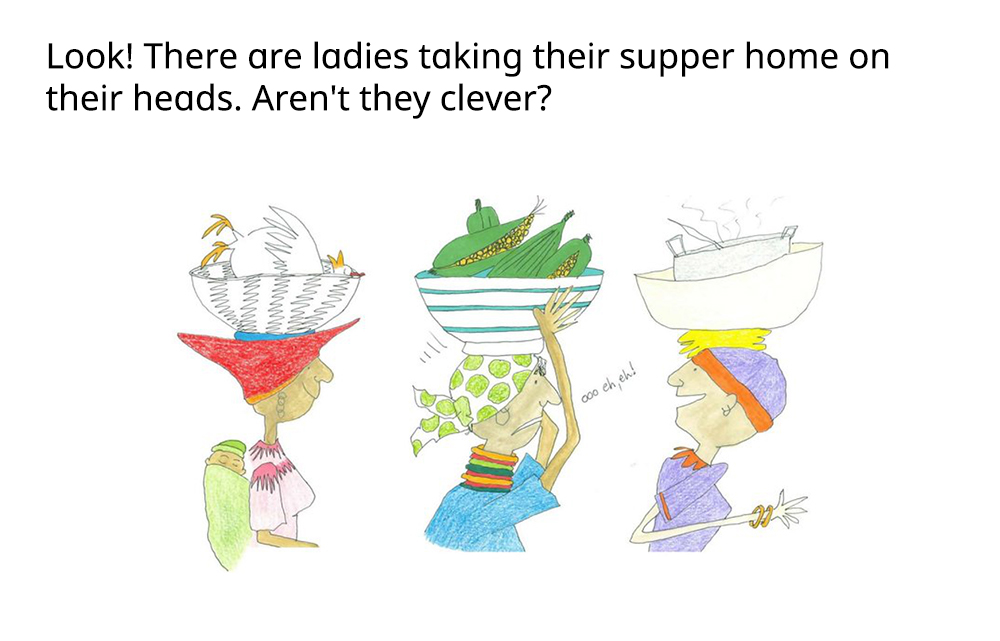 Look! There are ladies taking their supper home on
their heads. Aren't they clever?
ooo eh, eh!